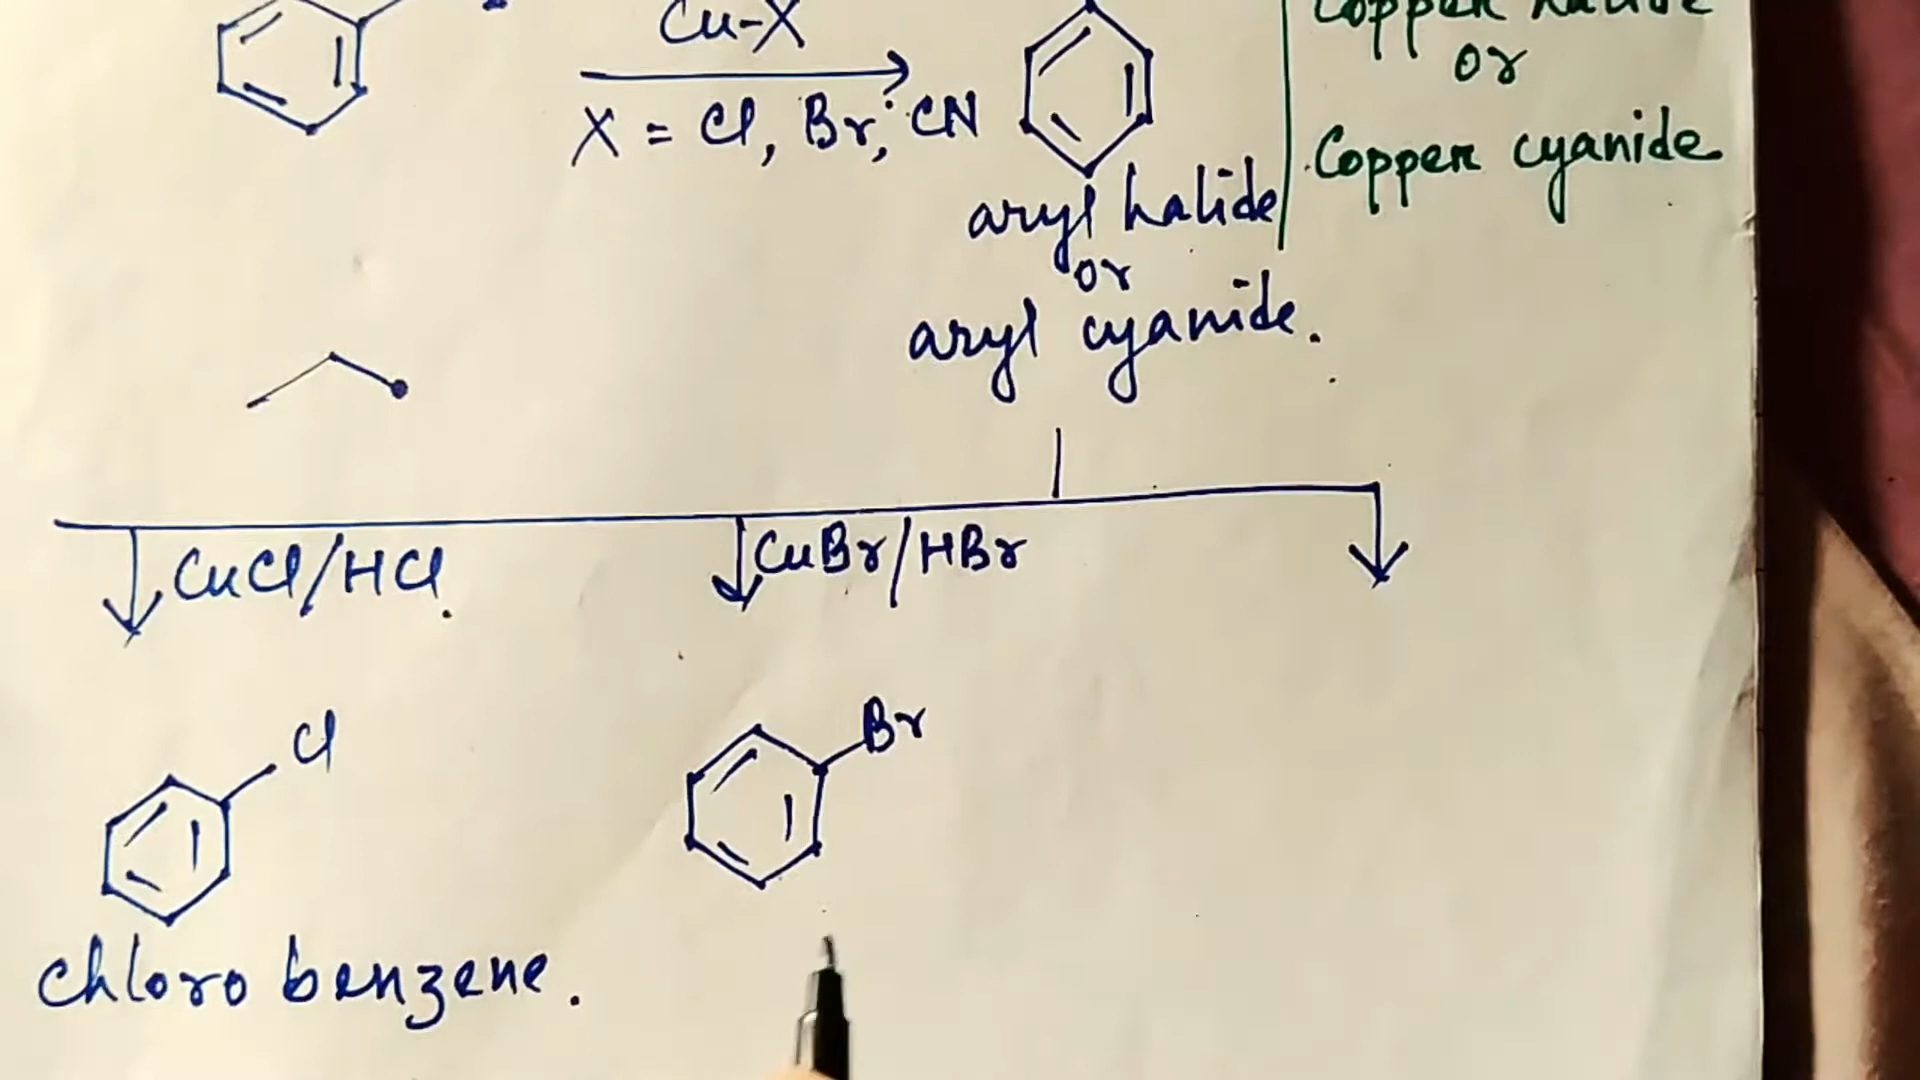 Cu-X
X = Cl, Br, CN
Copper halide
or
Copper cyanide
aryl halide
or
aryl cyanide.
CuCl/HCl
CuBr/HBr
Cl
Br
chloro benzene.